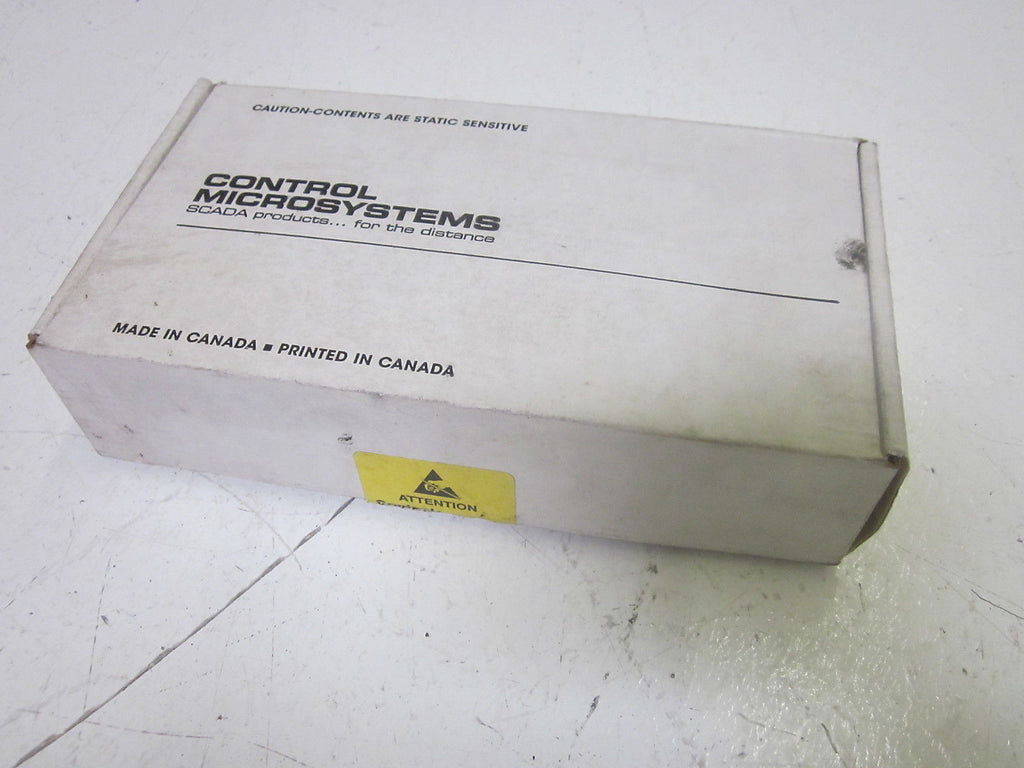 CAUTION-CONTENTS ARE STATIC SENSITIVE
CONTROL
MICROSYSTEMS
SCADA products... for the distance
MADE IN CANADA ■ PRINTED IN CANADA
ATTENTION